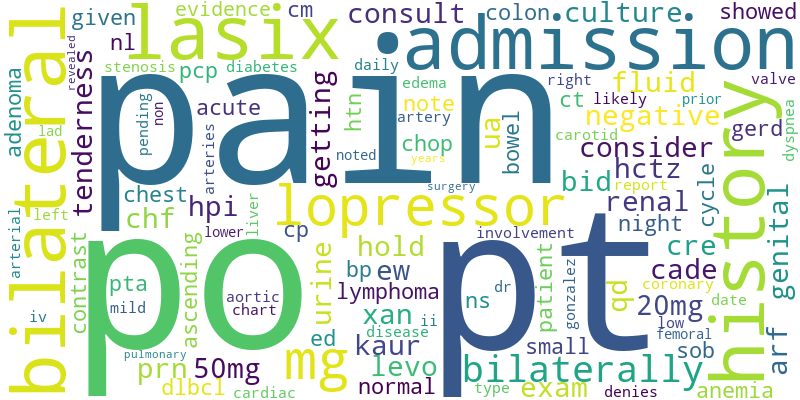 given
evidence
cm
consult
colon
culture
showed
revealed
nl
lasix
admission
bilateral
adenoma
tenderness
stenosis
pcp
diabetes
daily
edema
fluid
ct
likely
right
prior
valve
pain
getting
htn
note
negative
pending
non
acute
artery
chop
ua
bowel
carotid
consider
gerd
dyspnea
lad
arteries
noted
years
hctz
history
chest
surgery
bid
report
renal
cycle
genital
left
chf
hpi
liver
lopressor
night
arterial
lower
cp
involvement
contrast
ascending
urine
hold
patient
gonzalez
cre
po
pt
pta
bp
ew
ns
dr
qd
cade
coronary
mild
aortic
chart
lymphoma
20mg
date
iv
xan
ii
low
disease
femoral
ed
kaur
small
sob
arf
pulmonary
prn
50mg
mg
levo
bilaterally
dlbcl
cardiac
normal
type
exam
denies
anemia